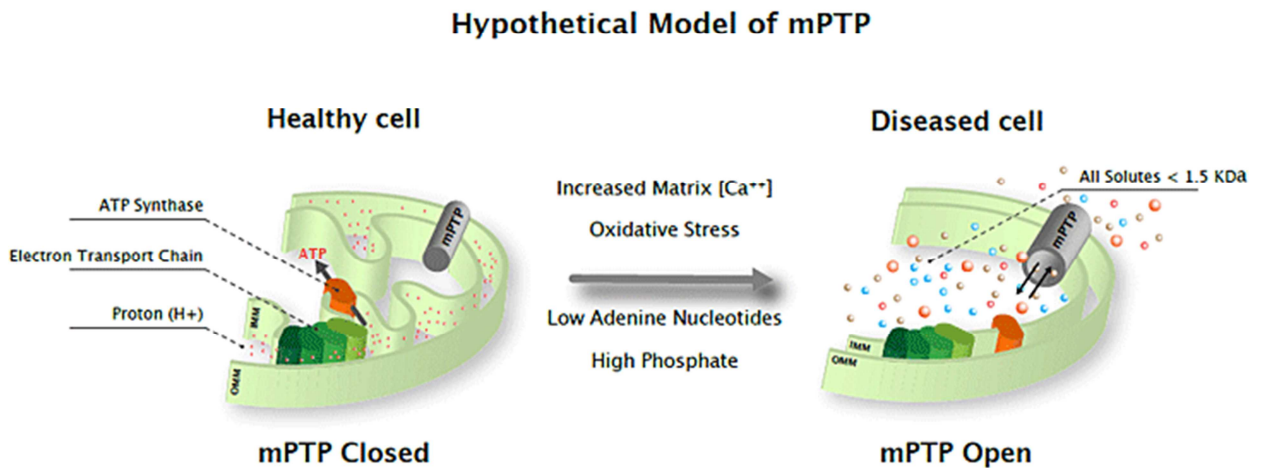 Hypothetical Model of mPTP
Healthy cell
Diseased cell
ATP Synthase
Electron Transport Chain
Proton (H+)
ATP
mPTP
IMM
OMM
Increased Matrix [Ca⁺⁺]
Oxidative Stress
Low Adenine Nucleotides
High Phosphate
All Solutes < 1.5 KDa
mPTP
IMM
OMM
mPTP Closed
mPTP Open